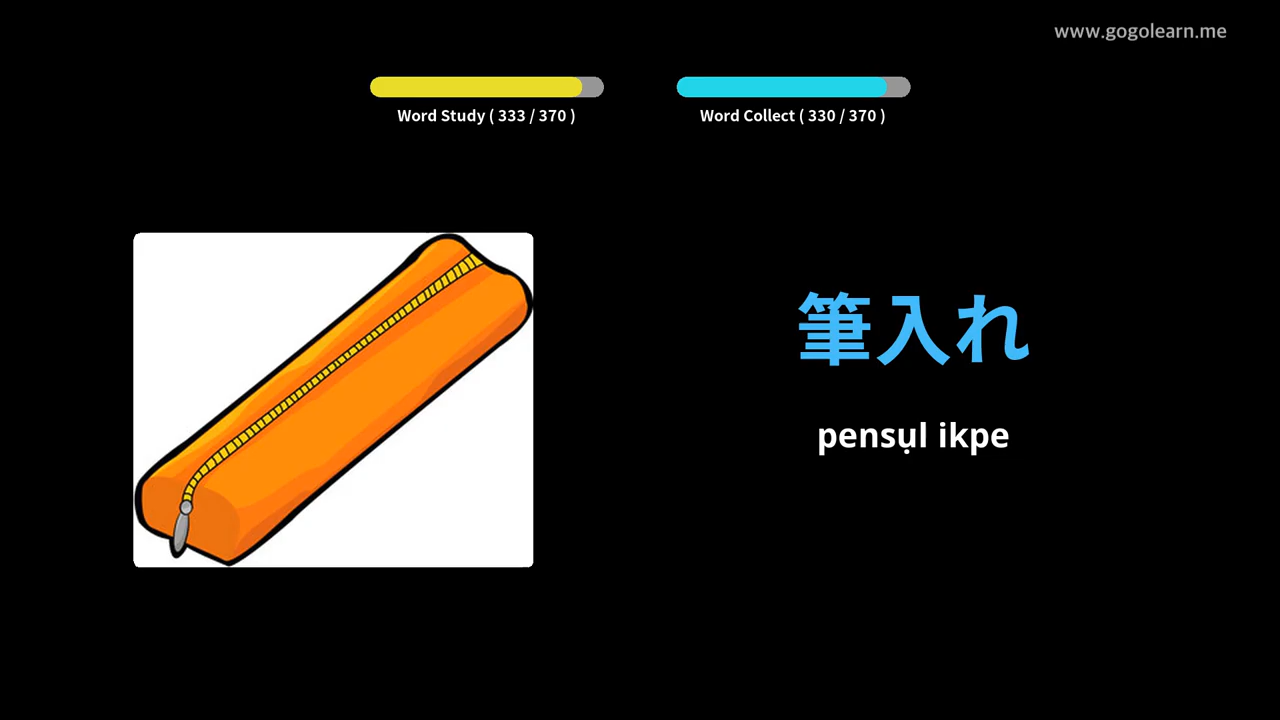 www.gogolearn.me
Word Study ( 333 / 370 )
Word Collect ( 330 / 370 )
筆入れ
pensụl ikpe